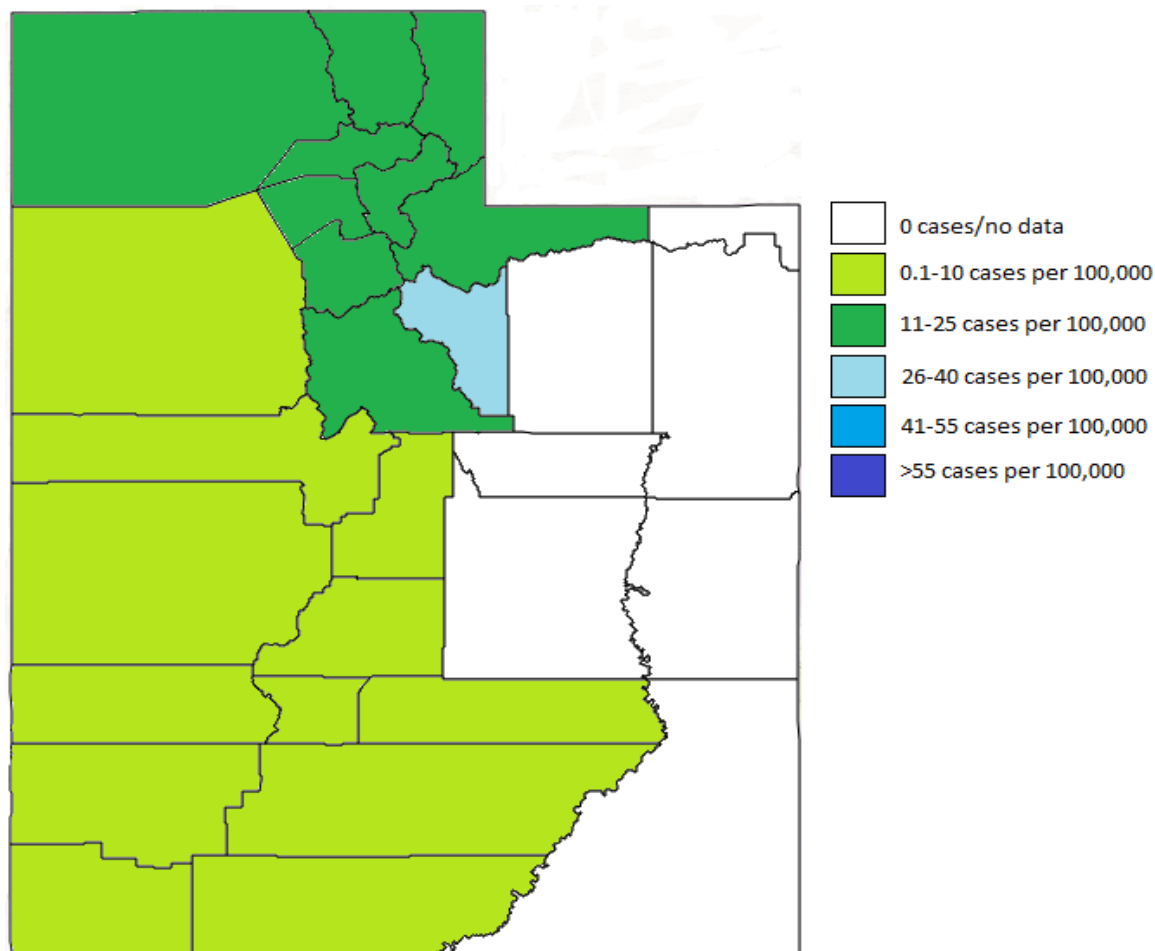 0 cases/no data
0.1-10 cases per 100,000
11-25 cases per 100,000
26-40 cases per 100,000
41-55 cases per 100,000
>55 cases per 100,000